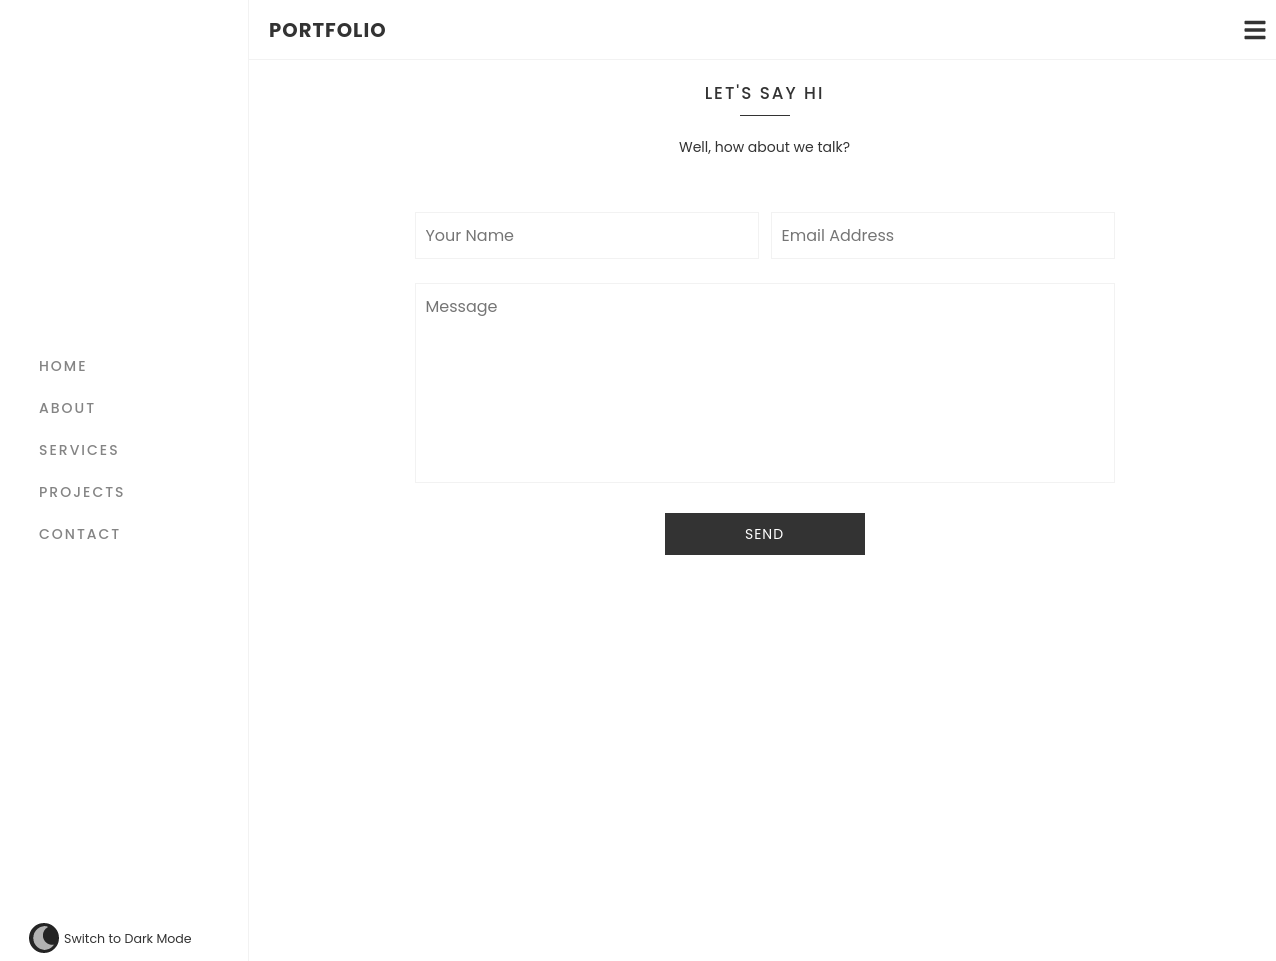 PORTFOLIO
LET'S SAY HI
Well, how about we talk?
Your Name
Email Address
Message
SEND
HOME
ABOUT
SERVICES
PROJECTS
CONTACT
Switch to Dark Mode